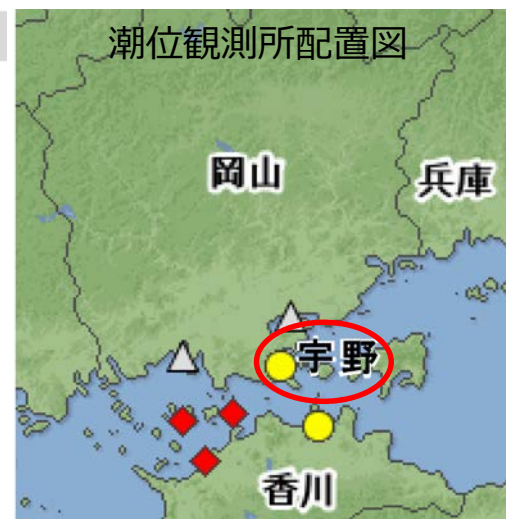 潮位観測所配置図
岡山
兵庫
宇野
香川